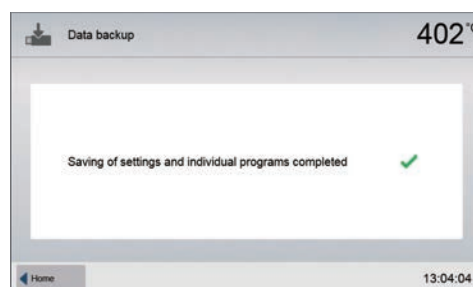 Data backup
402 °C
Saving of settings and individual programs completed
Home
13:04:04